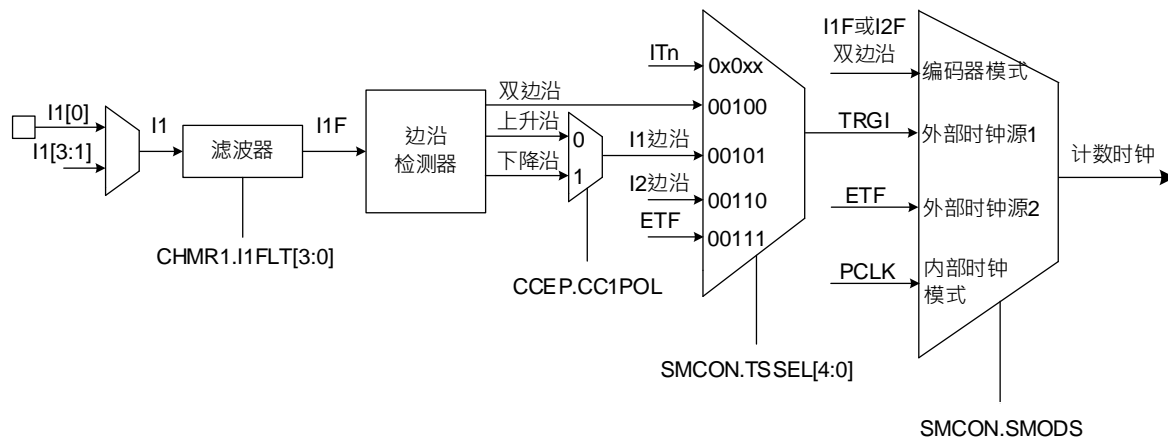 I1[0]
I1[3:1]
I1
滤波器
CHMR1.I1FLT[3:0]
I1F
边沿
检测器
双边沿
上升沿
下降沿
0
1
CCEP.CC1POL
ITn
I1边沿
I2边沿
ETF
0x0xx
00100
00101
00110
00111
SMCON.TSSEL[4:0]
I1F或I2F
双边沿
TRGI
ETF
PCLK
编码器模式
外部时钟源1
外部时钟源2
内部时钟
模式
SMCON.SMODS
计数时钟